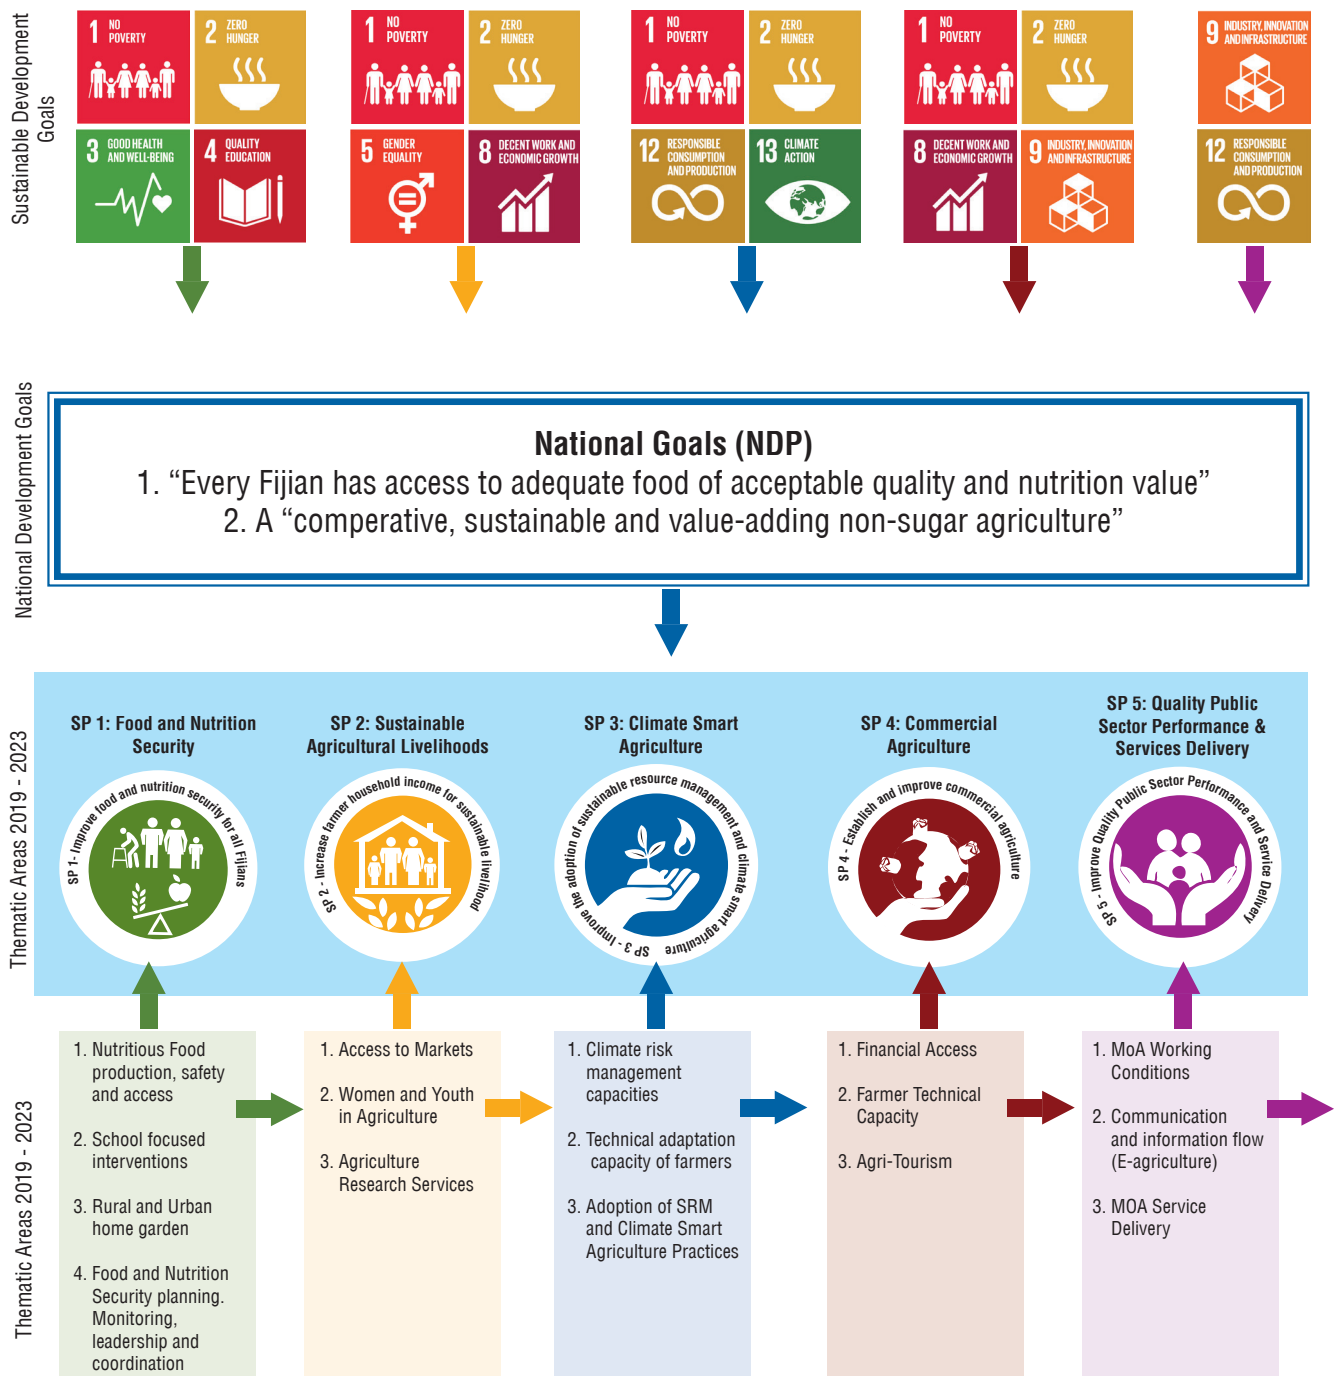 Sustainable Development
Goals
1 NO
POVERTY
2 ZERO
HUNGER
3 GOOD HEALTH
AND WELL-BEING
4 QUALITY
EDUCATION
1 NO
POVERTY
2 ZERO
HUNGER
5 GENDER
EQUALITY
8 DECENT WORK AND
ECONOMIC GROWTH
1 NO
POVERTY
2 ZERO
HUNGER
12 RESPONSIBLE
CONSUMPTION
AND PRODUCTION
13 CLIMATE
ACTION
1 NO
POVERTY
2 ZERO
HUNGER
8 DECENT WORK AND
ECONOMIC GROWTH
9 INDUSTRY, INNOVATION
AND INFRASTRUCTURE
9 INDUSTRY, INNOVATION
AND INFRASTRUCTURE
12 RESPONSIBLE
CONSUMPTION
AND PRODUCTION
National Development Goals
National Goals (NDP)
1. “Every Fijian has access to adequate food of acceptable quality and nutrition value”
2. A “comperative, sustainable and value-adding non-sugar agriculture”
Thematic Areas 2019 - 2023
SP 1: Food and Nutrition
Security
SP 1- Improve food and nutrition security for all Fijians
SP 2: Sustainable
Agricultural Livelihoods
SP 2 - Increase farmer household income for sustainable livelihood
SP 3: Climate Smart
Agriculture
SP 3 - Improve the adoption of sustainable resource management and climate smart agriculture
SP 4: Commercial
Agriculture
SP 4 - Establish and improve commercial agriculture
SP 5: Quality Public
Sector Performance &
Services Delivery
SP 5 - Improve Quality Public Sector Performance and Service Delivery
Thematic Areas 2019 - 2023
1. Nutritious Food
production, safety
and access
2. School focused
interventions
3. Rural and Urban
home garden
4. Food and Nutrition
Security planning.
Monitoring,
leadership and
coordination
1. Access to Markets
2. Women and Youth
in Agriculture
3. Agriculture
Research Services
1. Climate risk
management
capacities
2. Technical adaptation
capacity of farmers
3. Adoption of SRM
and Climate Smart
Agriculture Practices
1. Financial Access
2. Farmer Technical
Capacity
3. Agri-Tourism
1. MoA Working
Conditions
2. Communication
and information flow
(E-agriculture)
3. MOA Service
Delivery